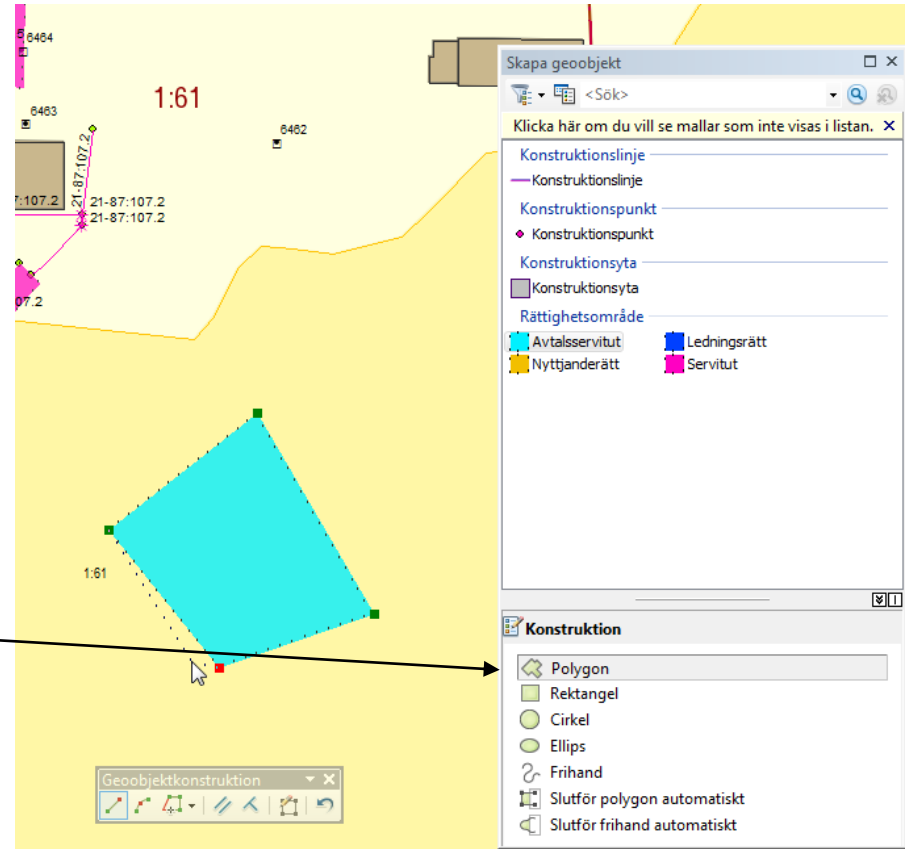 6464
1:61
6463
6462
21-87:107.2
7:107.2
21-87:107.2
21-87:107.2
07.2
1:61
Geoobjektkonstruktion
Skapa geoobjekt
<Sök>
Klicka här om du vill se mallar som inte visas i listan.
Konstruktionslinje
Konstruktionslinje
Konstruktionspunkt
Konstruktionspunkt
Konstruktionsyta
Konstruktionsyta
Rättighetsområde
Avtalsservitut Ledningsrätt
Nyttjanderätt Servitut
Konstruktion
Polygon
Rektangel
Cirkel
Ellips
Frihand
Slutför polygon automatiskt
Slutför frihand automatiskt